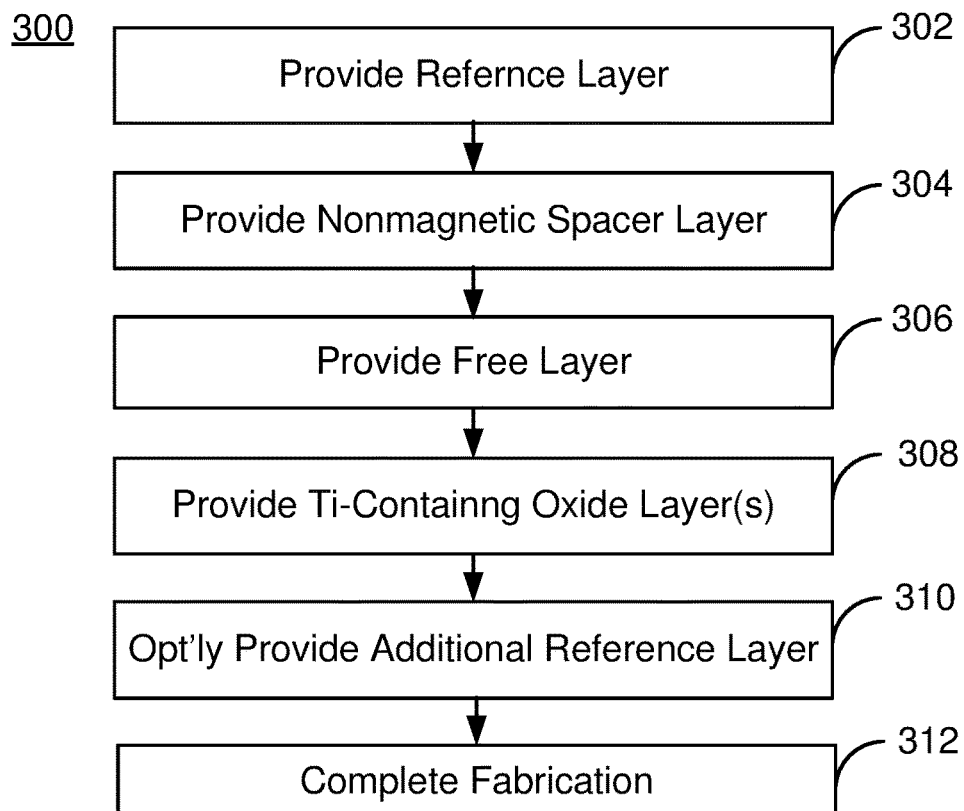 300
302
Provide Refernce Layer
304
Provide Nonmagnetic Spacer Layer
306
Provide Free Layer
308
Provide Ti-Containng Oxide Layer(s)
310
Opt'ly Provide Additional Reference Layer
312
Complete Fabrication